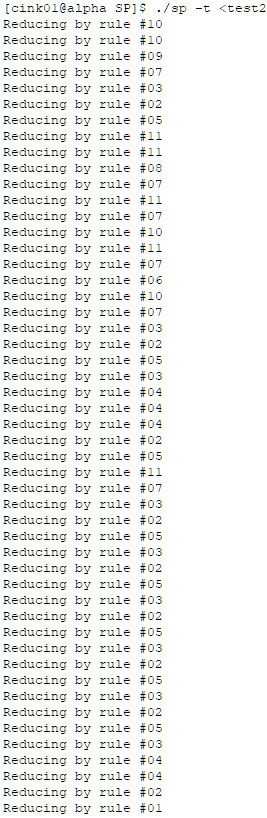 [cink01@alpha SP]$ ./sp -t <test2
Reducing by rule #10
Reducing by rule #10
Reducing by rule #09
Reducing by rule #07
Reducing by rule #03
Reducing by rule #02
Reducing by rule #05
Reducing by rule #11
Reducing by rule #11
Reducing by rule #08
Reducing by rule #07
Reducing by rule #11
Reducing by rule #07
Reducing by rule #10
Reducing by rule #11
Reducing by rule #07
Reducing by rule #06
Reducing by rule #10
Reducing by rule #07
Reducing by rule #03
Reducing by rule #02
Reducing by rule #05
Reducing by rule #03
Reducing by rule #04
Reducing by rule #04
Reducing by rule #04
Reducing by rule #02
Reducing by rule #05
Reducing by rule #11
Reducing by rule #07
Reducing by rule #03
Reducing by rule #02
Reducing by rule #05
Reducing by rule #03
Reducing by rule #02
Reducing by rule #05
Reducing by rule #03
Reducing by rule #02
Reducing by rule #05
Reducing by rule #03
Reducing by rule #02
Reducing by rule #05
Reducing by rule #03
Reducing by rule #02
Reducing by rule #05
Reducing by rule #03
Reducing by rule #04
Reducing by rule #04
Reducing by rule #02
Reducing by rule #01